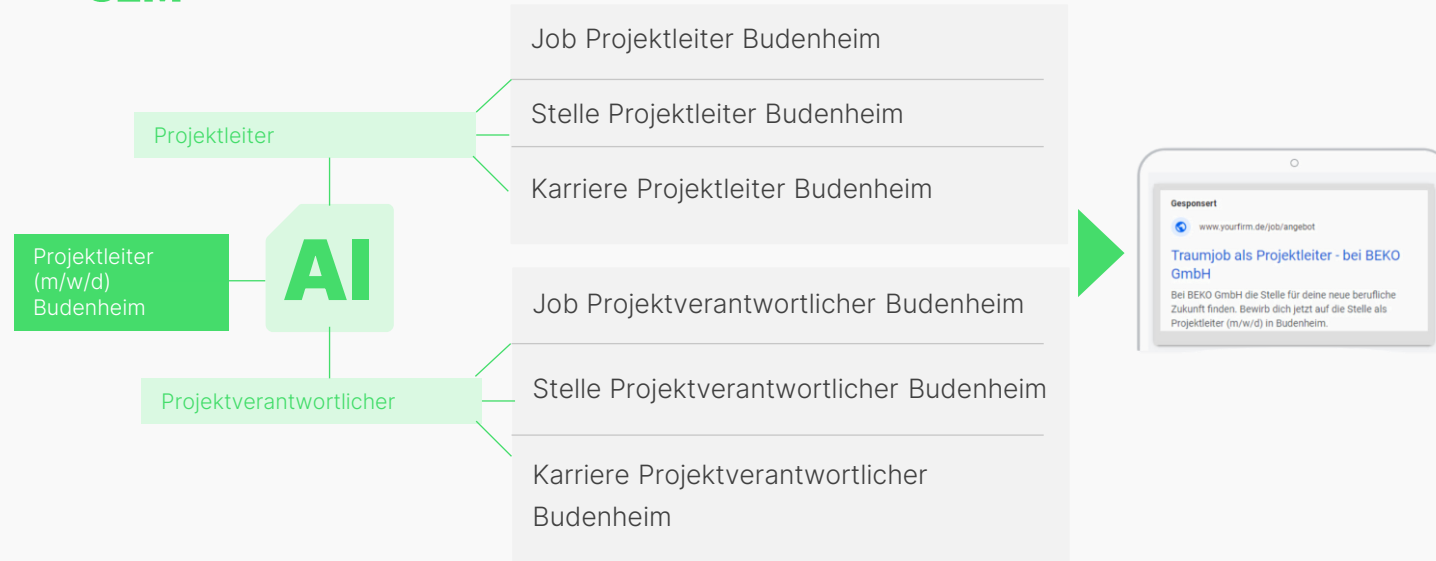 SEM
Job Projektleiter Budenheim
Stelle Projektleiter Budenheim
Karriere Projektleiter Budenheim
Projektleiter
Projektleiter
(m/w/d)
Budenheim
AI
Projektverantwortlicher
Job Projektverantwortlicher Budenheim
Stelle Projektverantwortlicher Budenheim
Karriere Projektverantwortlicher
Budenheim
Gesponsert
www.yourfirm.de/job/angebot
Traumjob als Projektleiter - bei BEKO
GmbH
Bei BEKO GmbH die Stelle für deine neue berufliche
Zukunft finden. Bewirb dich jetzt auf die Stelle als
Projektleiter (m/w/d) in Budenheim.